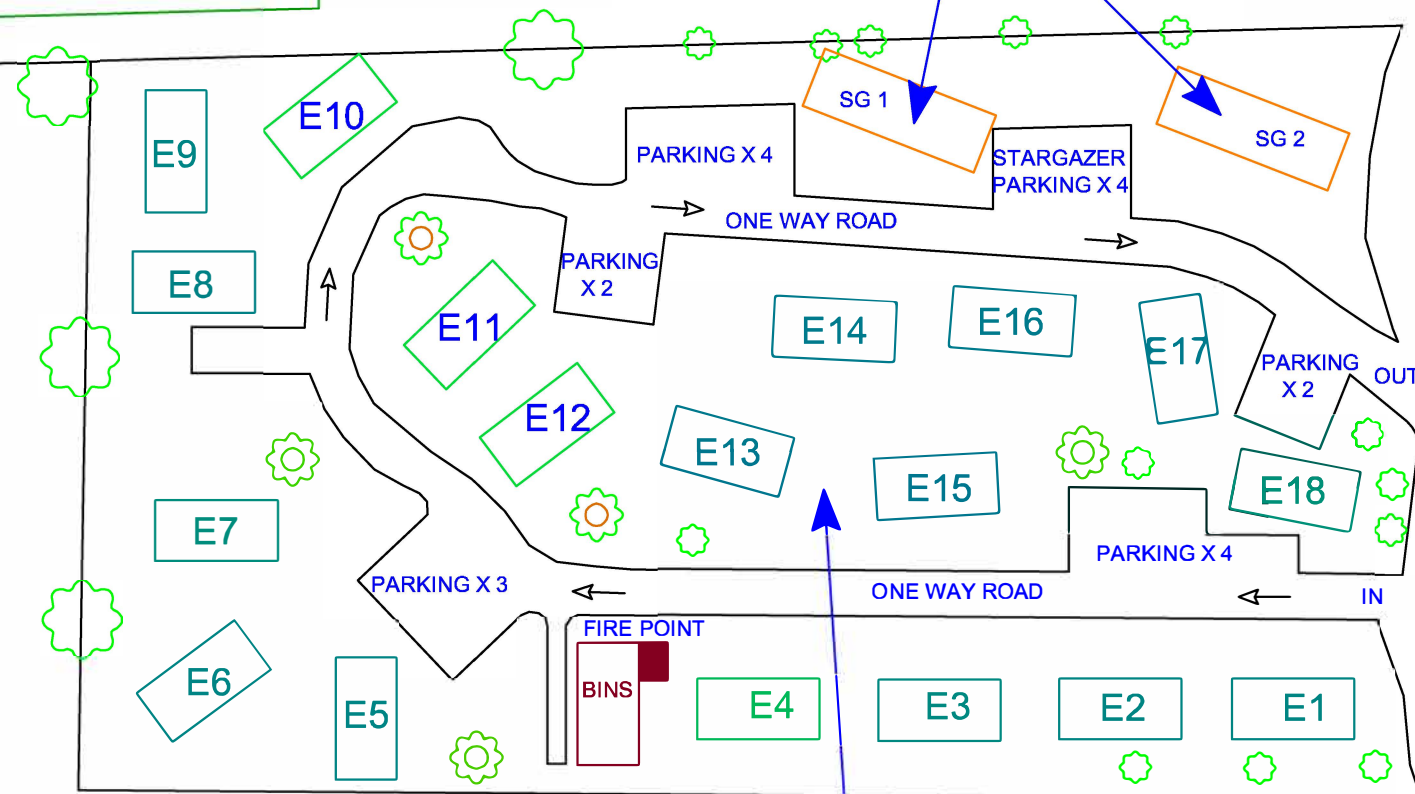 E10
SG 1
SG 2
E9
PARKING X 4
STARGAZER
PARKING X 4
ONE WAY ROAD
PARKING
X 2
E8
E11
E14
E16
E17
PARKING
X 2
OUT
E12
E13
E15
E18
E7
PARKING X 4
PARKING X 3
ONE WAY ROAD
IN
FIRE POINT
E6
BINS
E5
E4
E3
E2
E1